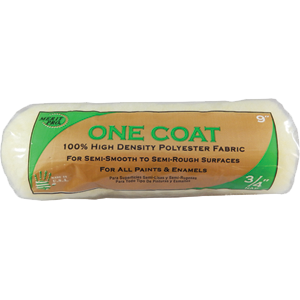 MERIT PRO
9"
ONE COAT
100% HIGH DENSITY POLYESTER FABRIC
FOR SEMI-SMOOTH TO SEMI-ROUGH SURFACES
FOR ALL PAINTS & ENAMELS
3/4"